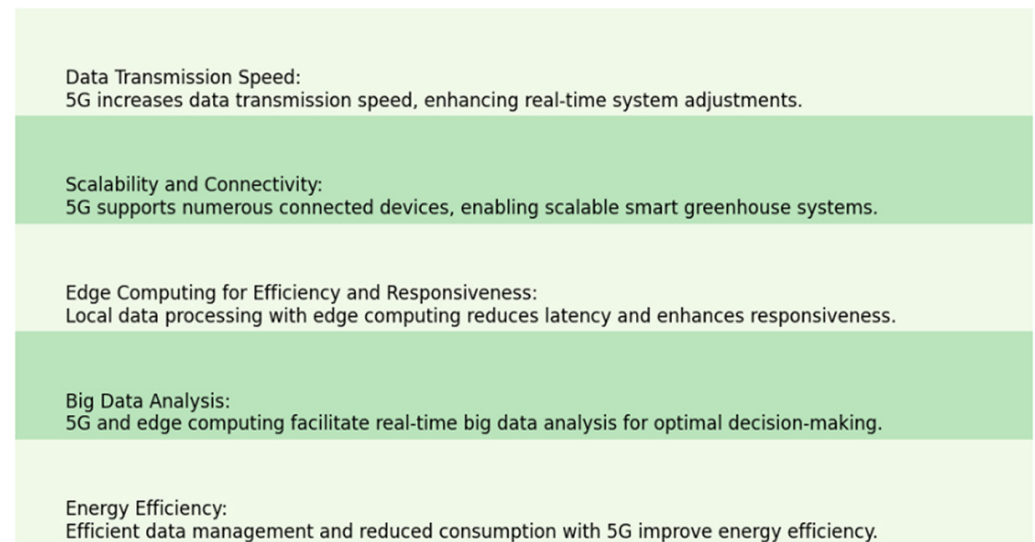 Data Transmission Speed:
5G increases data transmission speed, enhancing real-time system adjustments.
Scalability and Connectivity:
5G supports numerous connected devices, enabling scalable smart greenhouse systems.
Edge Computing for Efficiency and Responsiveness:
Local data processing with edge computing reduces latency and enhances responsiveness.
Big Data Analysis:
5G and edge computing facilitate real-time big data analysis for optimal decision-making.
Energy Efficiency:
Efficient data management and reduced consumption with 5G improve energy efficiency.